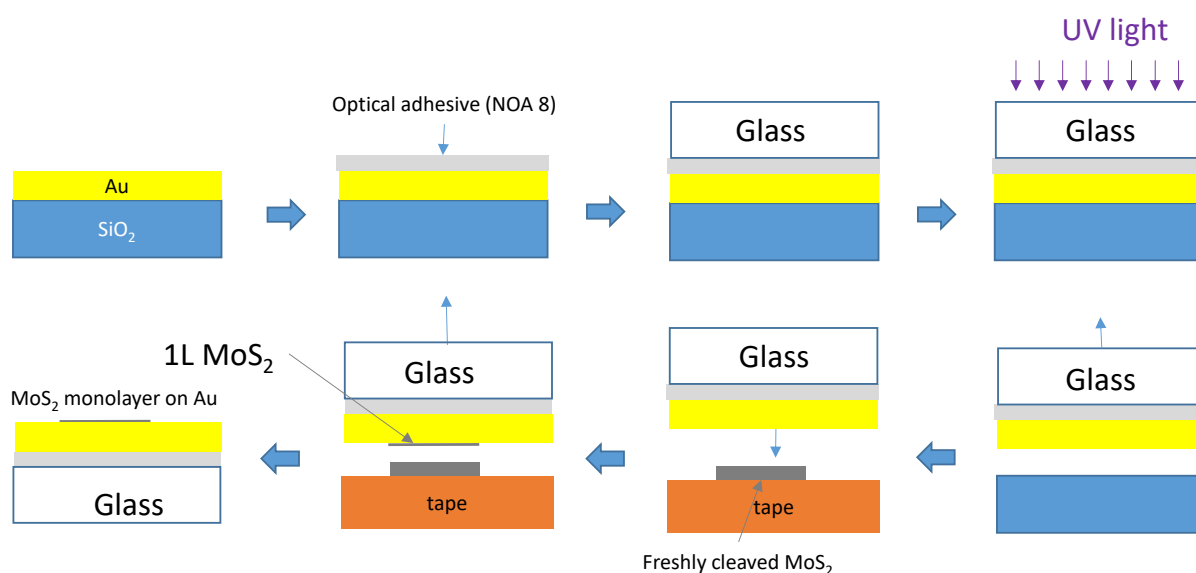 UV light
Optical adhesive (NOA 8)
Glass
Glass
Au
SiO₂
1L MoS₂
Glass
Glass
Glass
MoS₂ monolayer on Au
Glass
tape
tape
Freshly cleaved MoS₂